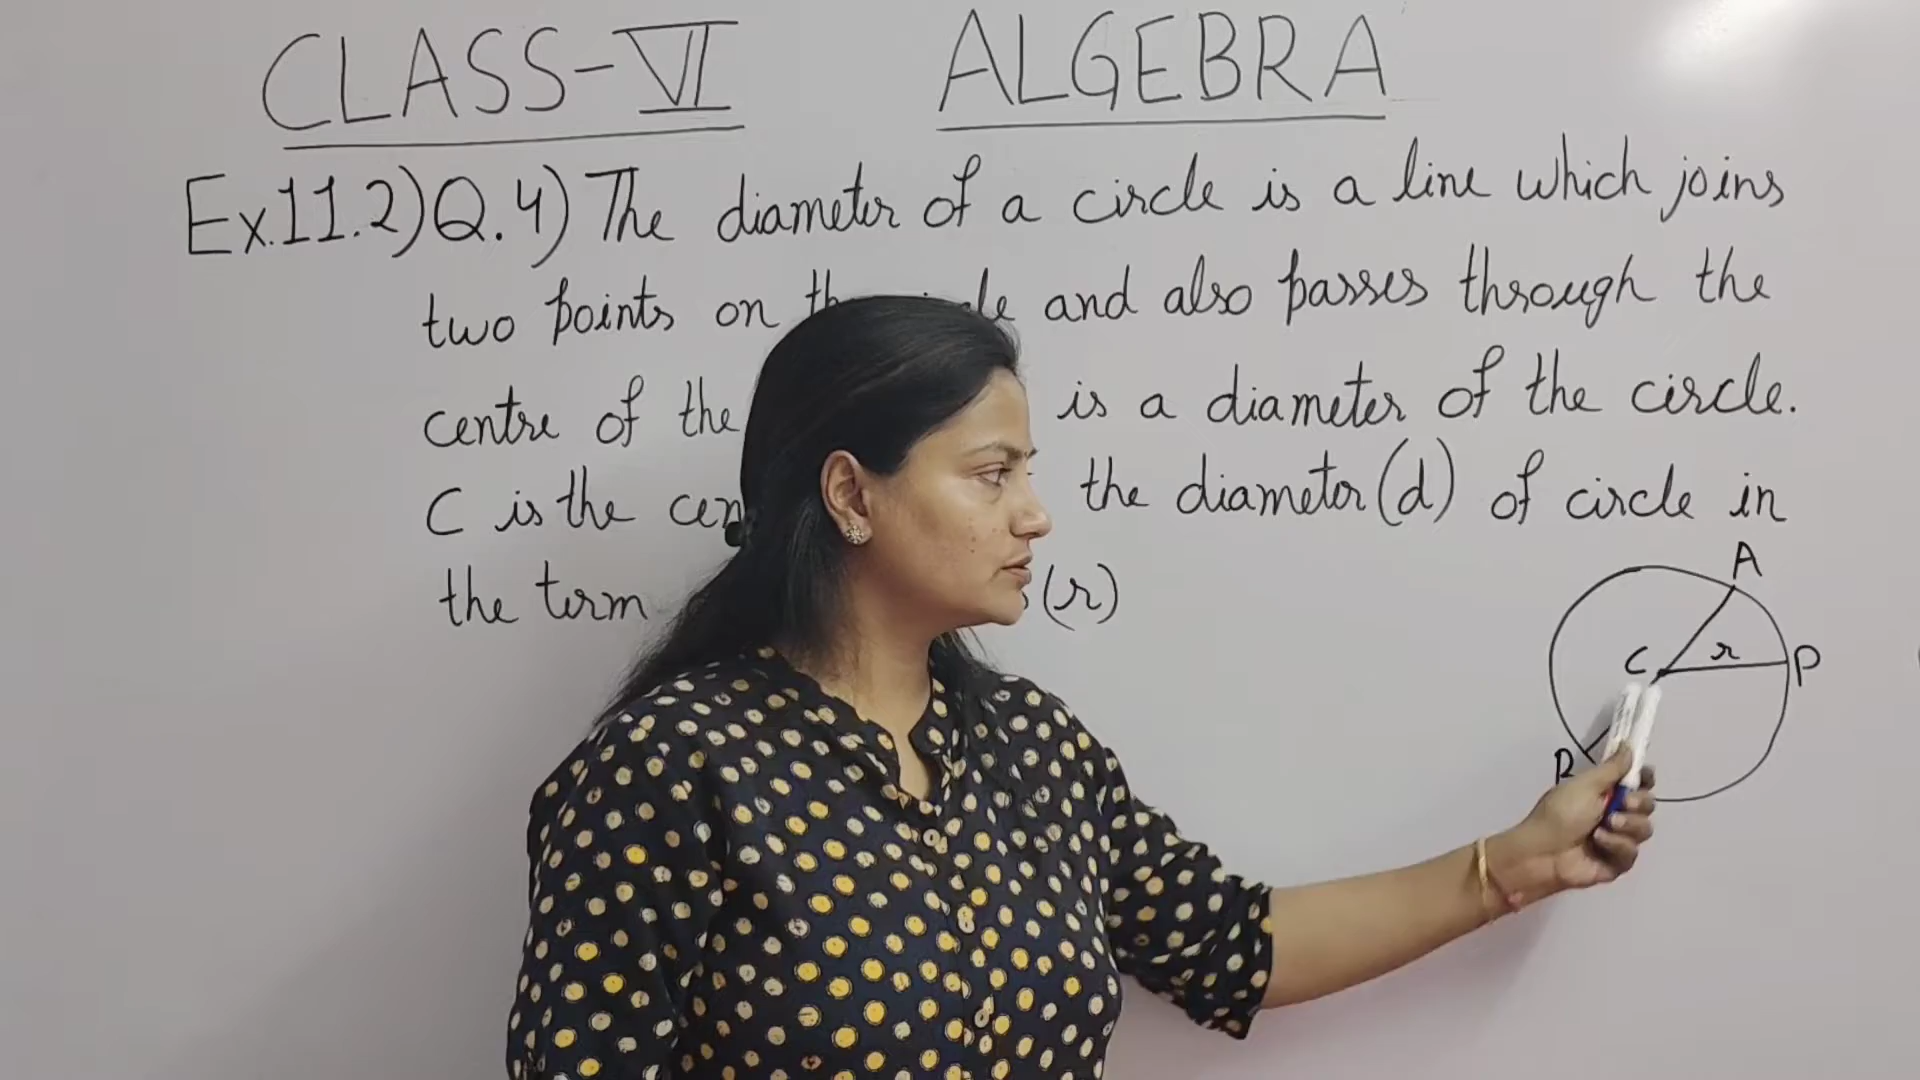 CLASS-VI ALGEBRA
Ex.11.2)Q.4) The diameter of a circle is a line which joins
two points on and also passes through the
centre of the is a diameter of the circle.
C is the the diameter(d) of circle in
the term (r)
A
C r P